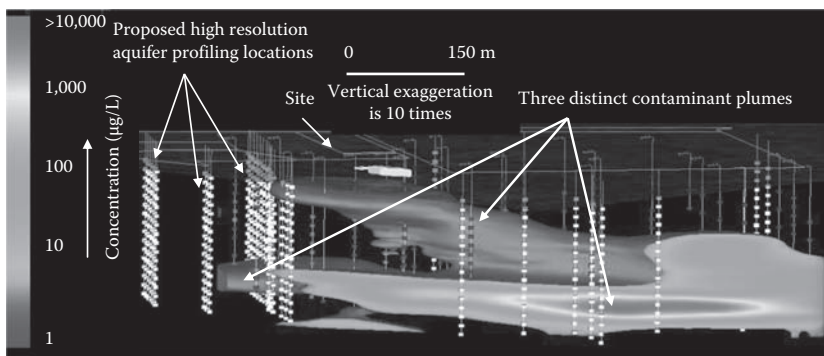 >10,000
1,000
100
10
1
Concentration (µg/L)
Proposed high resolution
aquifer profiling locations
Site
0 150 m
Vertical exaggeration
is 10 times
Three distinct contaminant plumes